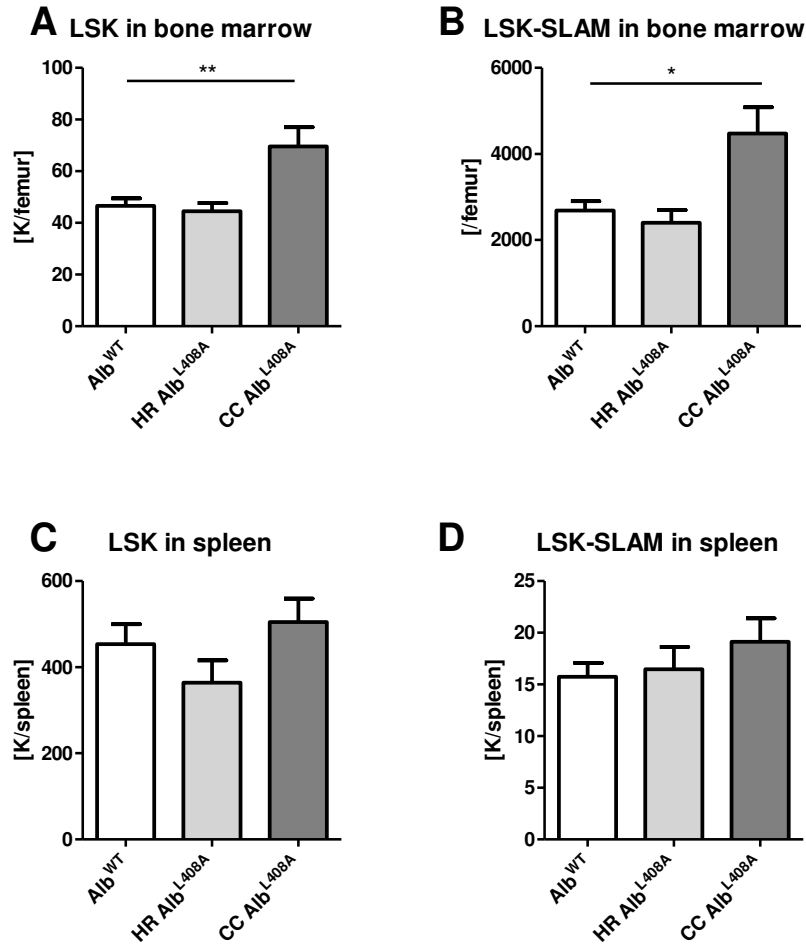 A LSK in bone marrow
**
[K/femur]
100
80
60
40
20
0
Alb^WT
HR Alb^L408A
CC Alb^L408A
B LSK-SLAM in bone marrow
*
[/femur]
6000
4000
2000
0
Alb^WT
HR Alb^L408A
CC Alb^L408A
C LSK in spleen
[K/spleen]
600
400
200
0
Alb^WT
HR Alb^L408A
CC Alb^L408A
D LSK-SLAM in spleen
[K/spleen]
25
20
15
10
5
0
Alb^WT
HR Alb^L408A
CC Alb^L408A